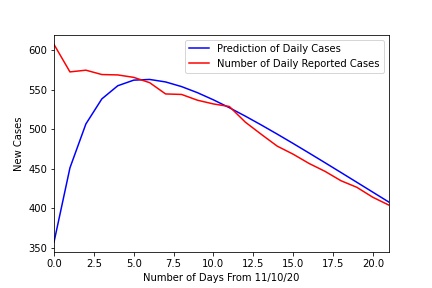 Prediction of Daily Cases
Number of Daily Reported Cases
New Cases
600
550
500
450
400
350
0.0 2.5 5.0 7.5 10.0 12.5 15.0 17.5 20.0
Number of Days From 11/10/20